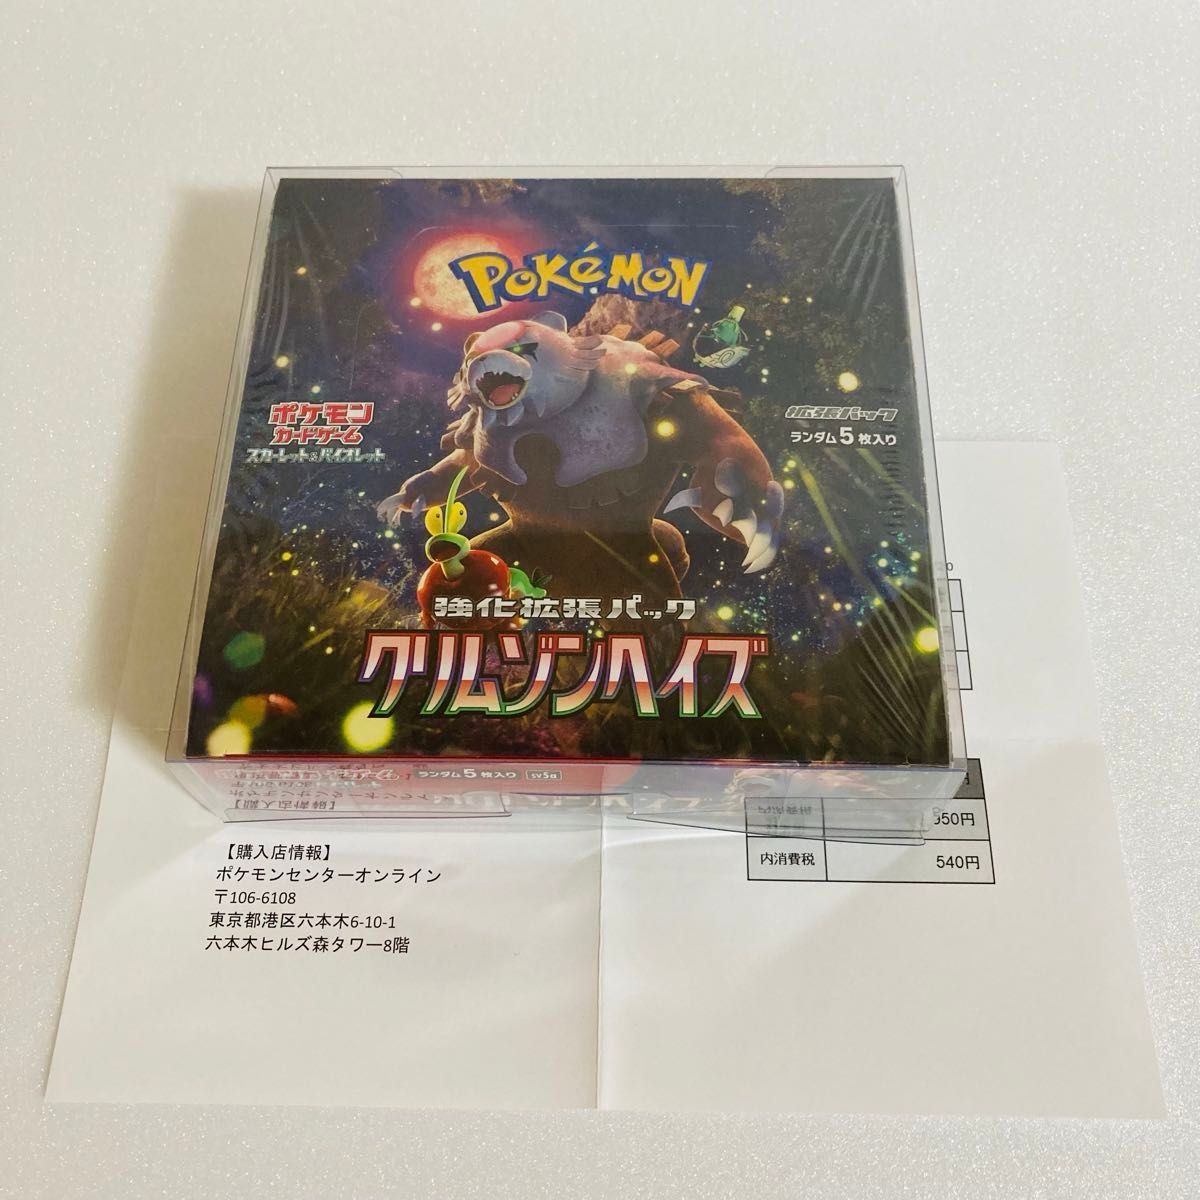 POKéMON
ポケモン
カードゲーム
スカーレット&バイオレット
拡張パック
ランダム5枚入り
強化拡張パック
クリムゾンヘイズ
ランダム5枚入り sv5a
【購入店情報】
ポケモンセンターオンライン
〒106-6108
東京都港区六本木6-10-1
六本木ヒルズ森タワー8階
950円
内消費税 540円